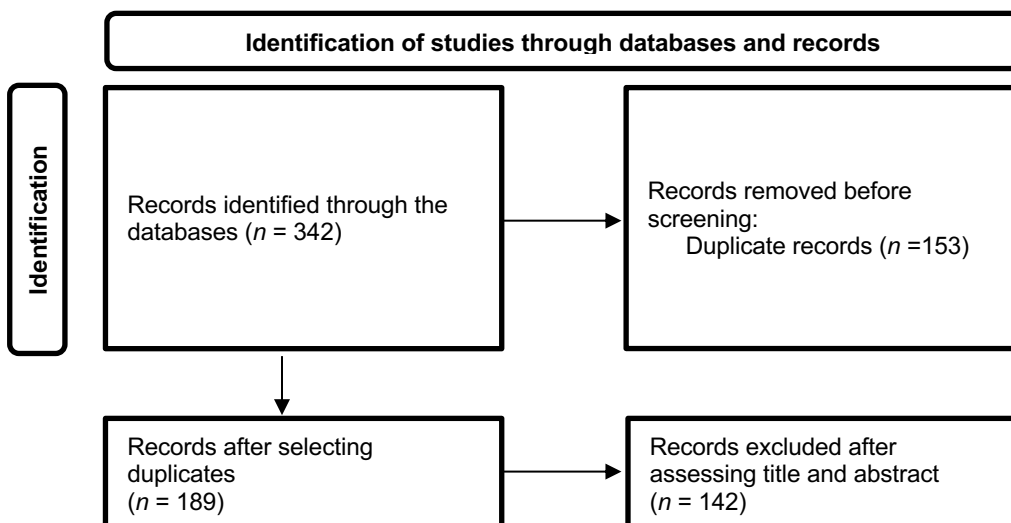 Identification of studies through databases and records
Identification
Records identified through the
databases (n = 342)
Records removed before
screening:
Duplicate records (n =153)
Records after selecting
duplicates
(n = 189)
Records excluded after
assessing title and abstract
(n = 142)